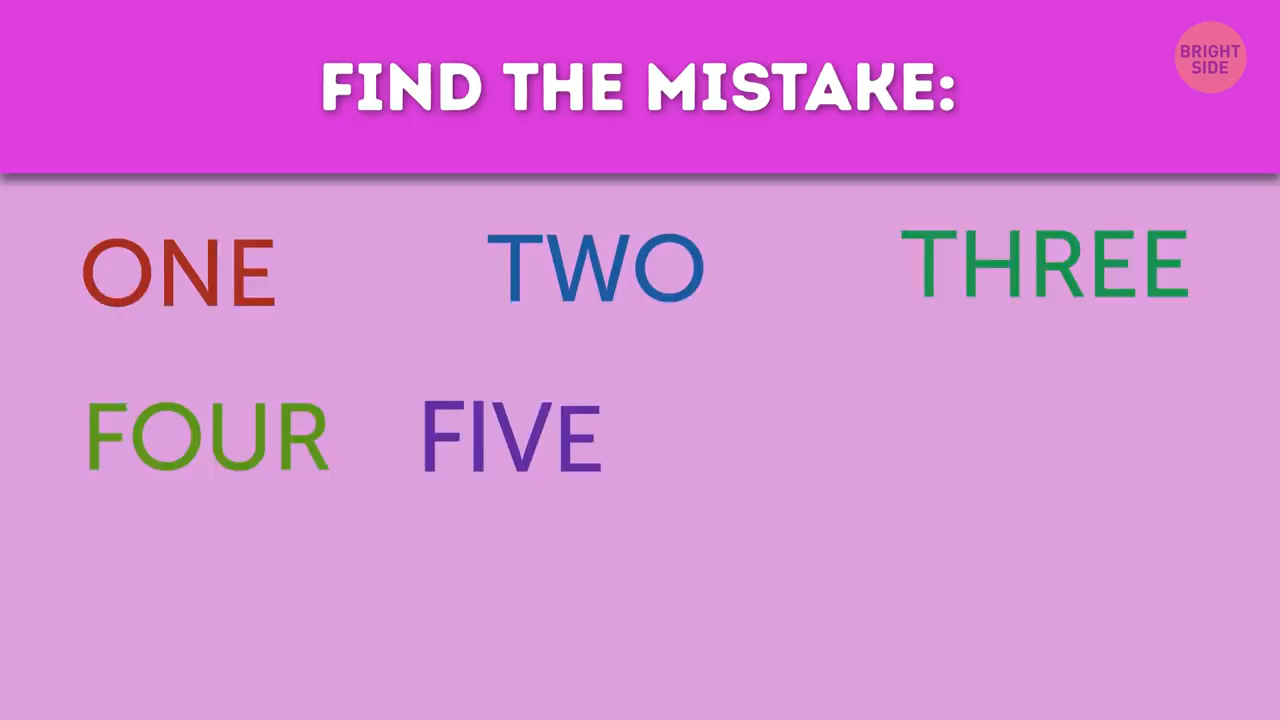 FIND THE MISTAKE:
BRIGHT
SIDE
ONE TWO THREE
FOUR FIVE